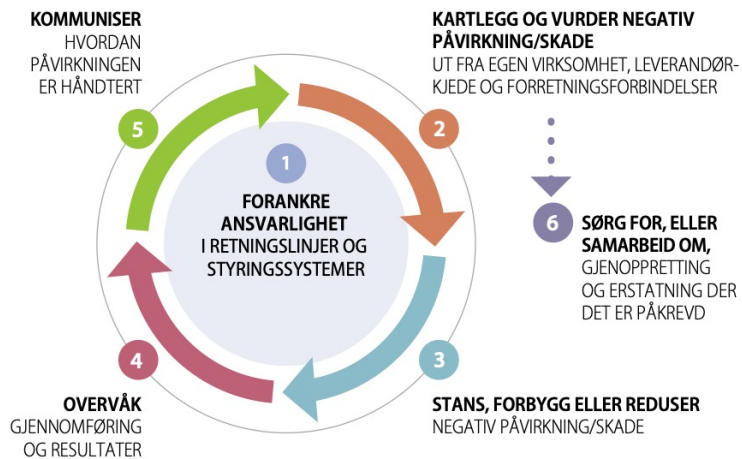 1
FORANKRE
ANSVARLIGHET
I RETNINGSLINJER OG
STYRINGSSYSTEMER
2
KARTLEGG OG VURDER NEGATIV
PÅVIRKNING/SKADE
UT FRA EGEN VIRKSOMHET, LEVERANDØR-
KJEDE OG FORRETNINGSFORBINDELSER
3
STANS, FORBYGG ELLER REDUSER
NEGATIV PÅVIRKNING/SKADE
4
OVERVÅK
GJENNOMFØRING
OG RESULTATER
5
KOMMUNISER
HVORDAN
PÅVIRKNINGEN
ER HÅNDTERT
6
SØRG FOR, ELLER
SAMARBEID OM,
GJENOPPRETTING
OG ERSTATNING DER
DET ER PÅKREVD